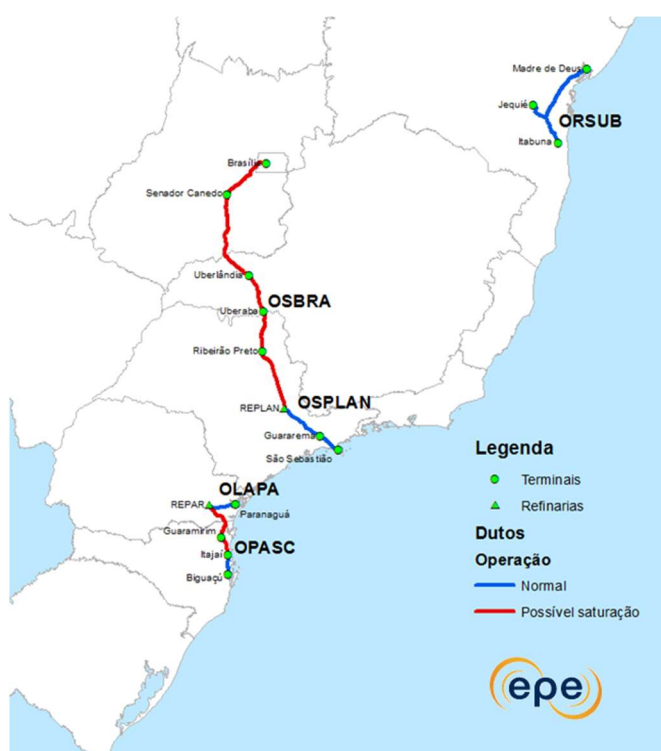 Madre de Deus
Jequié
ORSUB
Itabuna
Brasília
Senador Canedo
Uberlândia
OSBRA
Uberaba
Ribeirão Preto
REPLAN
OSPLAN
Guararema
São Sebastião
OLAPA
REPAR
Paranaguá
Guaramirim
OPASC
Itajaí
Biguaçú
Legenda
Terminais
Refinarias
Dutos
Operação
Normal
Possível saturação
epe